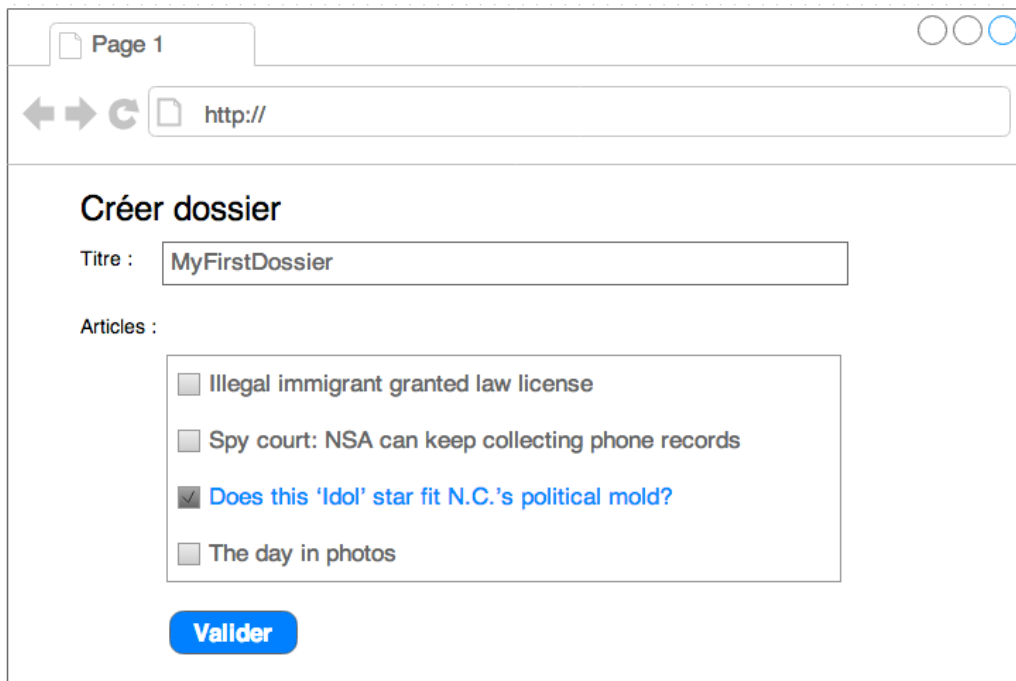 Page 1
http://
Créer dossier
Titre : MyFirstDossier
Articles :
Illegal immigrant granted law license
Spy court: NSA can keep collecting phone records
Does this ‘Idol’ star fit N.C.’s political mold?
The day in photos
Valider